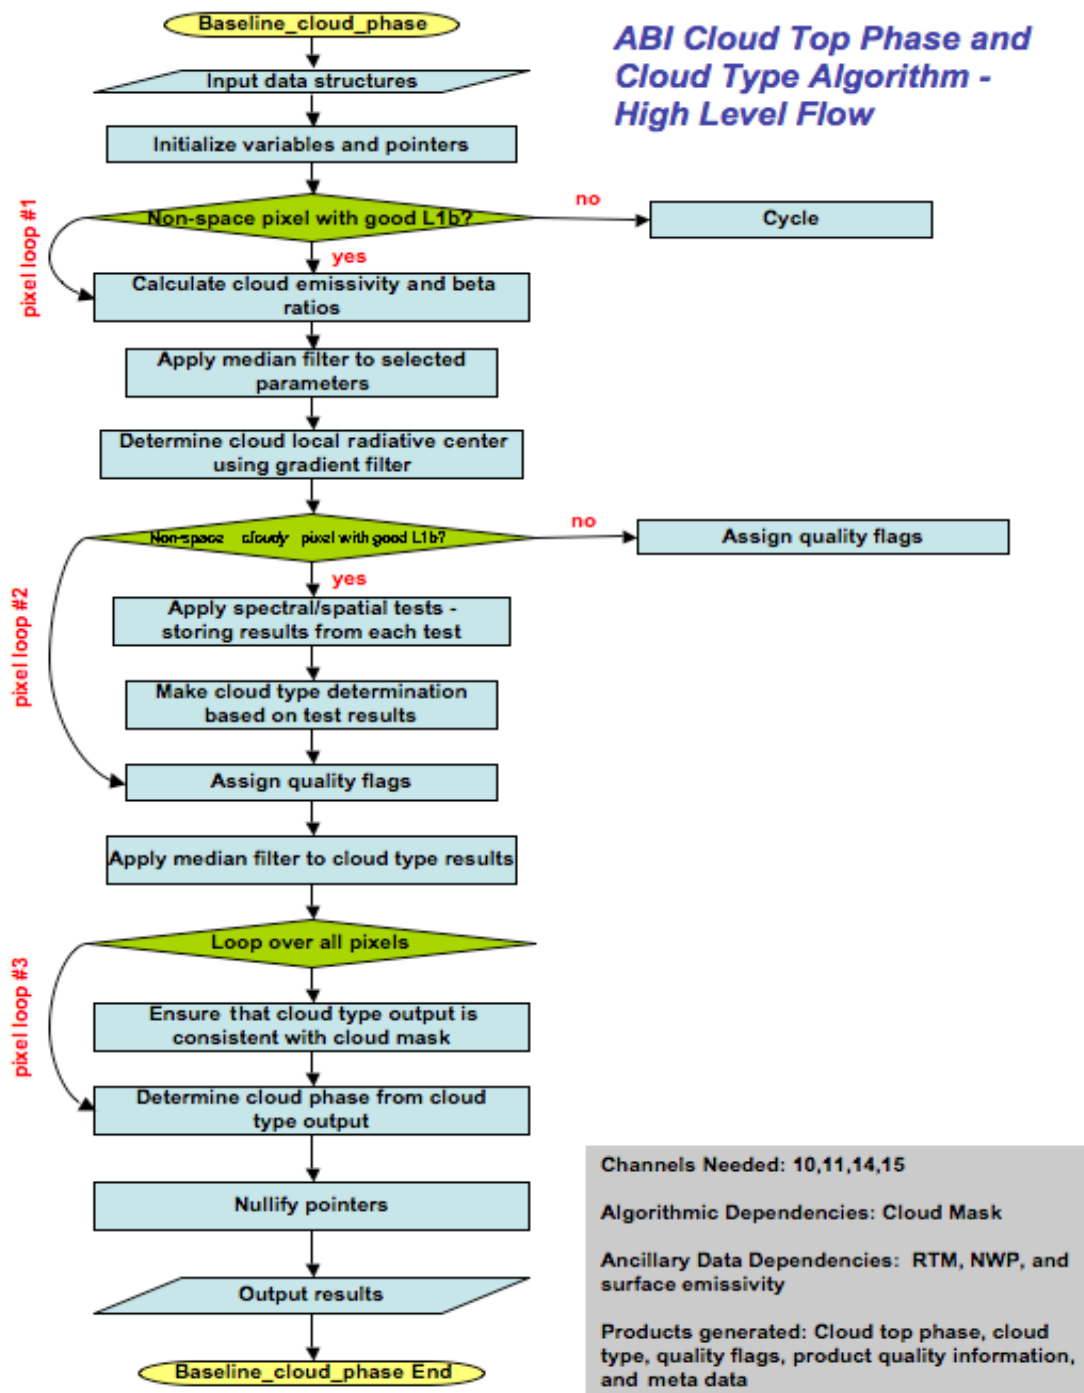 Baseline_cloud_phase
ABI Cloud Top Phase and
Cloud Type Algorithm -
High Level Flow
Input data structures
Initialize variables and pointers
pixel loop #1
Non-space pixel with good L1b?
no
Cycle
yes
Calculate cloud emissivity and beta
ratios
Apply median filter to selected
parameters
Determine cloud local radiative center
using gradient filter
pixel loop #2
Non-space cloudy pixel with good L1b?
no
Assign quality flags
yes
Apply spectral/spatial tests -
storing results from each test
Make cloud type determination
based on test results
Assign quality flags
Apply median filter to cloud type results
pixel loop #3
Loop over all pixels
Ensure that cloud type output is
consistent with cloud mask
Determine cloud phase from cloud
type output
Nullify pointers
Output results
Baseline_cloud_phase End
Channels Needed: 10,11,14,15
Algorithmic Dependencies: Cloud Mask
Ancillary Data Dependencies: RTM, NWP, and
surface emissivity
Products generated: Cloud top phase, cloud
type, quality flags, product quality information,
and meta data